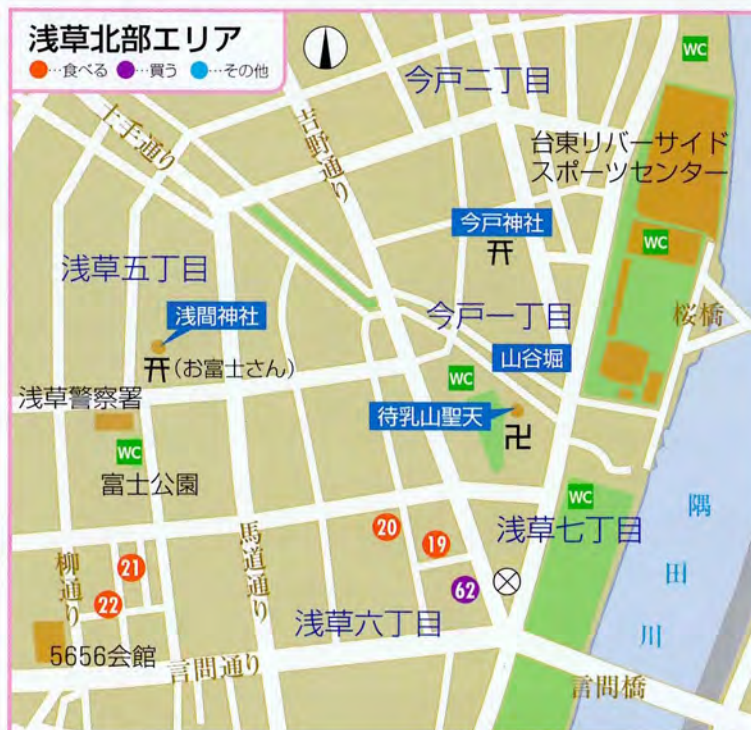 浅草北部エリア
●…食べる ●…買う ●…その他
WC
今戸二丁目
土手通り
吉野通り
台東リバーサイド
スポーツセンター
今戸神社
WC
浅草五丁目
浅間神社
(お富士さん)
今戸一丁目
桜橋
山谷堀
WC
待乳山聖天
浅草警察署
WC
富士公園
WC
隅田川
20
19
浅草七丁目
馬道通り
柳通り
21
22
62
浅草六丁目
5656会館
言問通り
言問橋